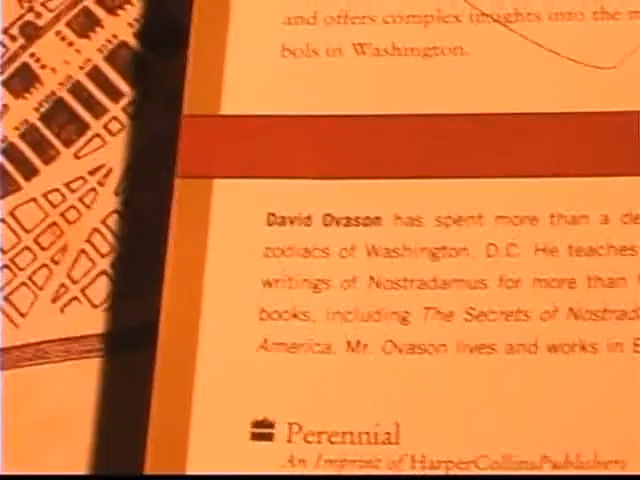 and offers complex insights into the
bols in Washington.
David Ovason has spent more than a
zodiacs of Washington, D.C. He teaches
writings of Nostradamus for more than
books, including The Secrets of Nostrad
America. Mr. Ovason lives and works in
Perennial
An Imprint of HarperCollinsPublishers